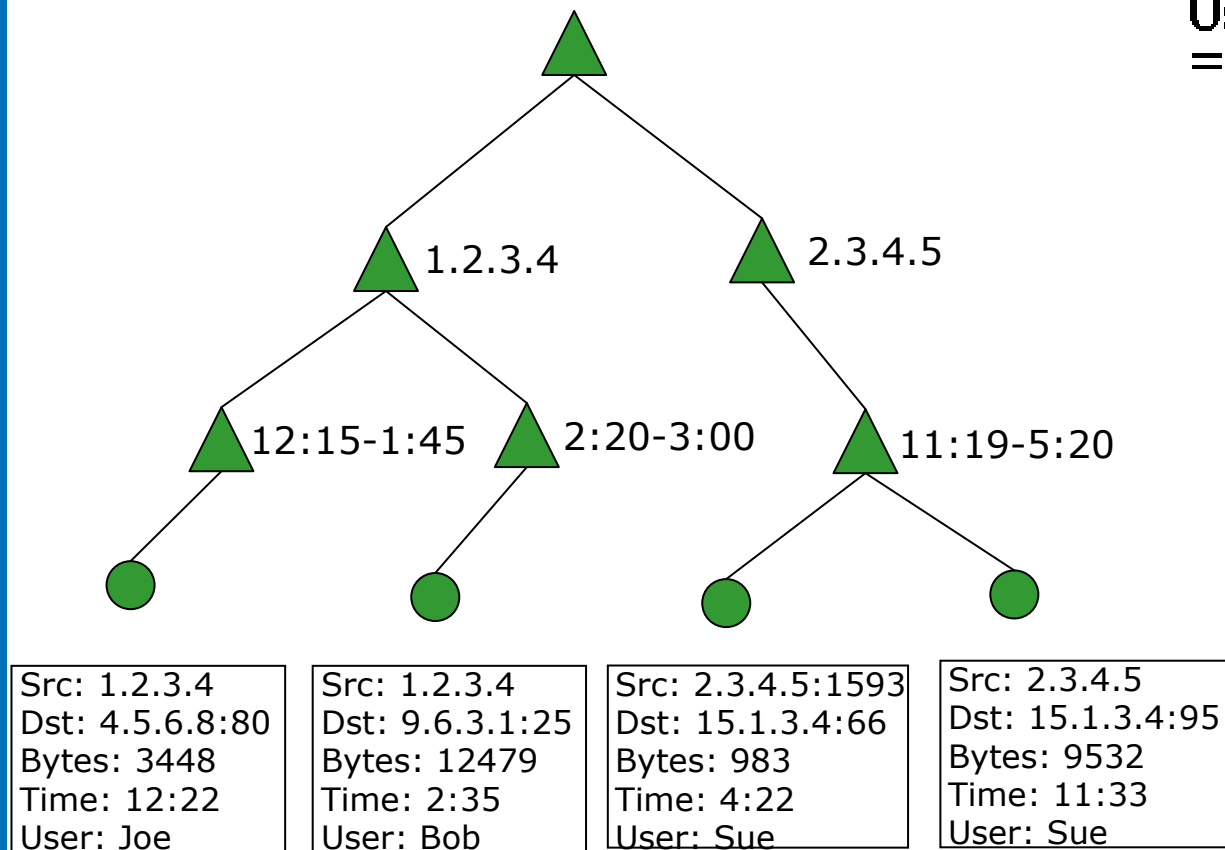 =
1.2.3.4
2.3.4.5
12:15-1:45
2:20-3:00
11:19-5:20
Src: 1.2.3.4
Dst: 4.5.6.8:80
Bytes: 3448
Time: 12:22
User: Joe
Src: 1.2.3.4
Dst: 9.6.3.1:25
Bytes: 12479
Time: 2:35
User: Bob
Src: 2.3.4.5:1593
Dst: 15.1.3.4:66
Bytes: 983
Time: 4:22
User: Sue
Src: 2.3.4.5
Dst: 15.1.3.4:95
Bytes: 9532
Time: 11:33
User: Sue